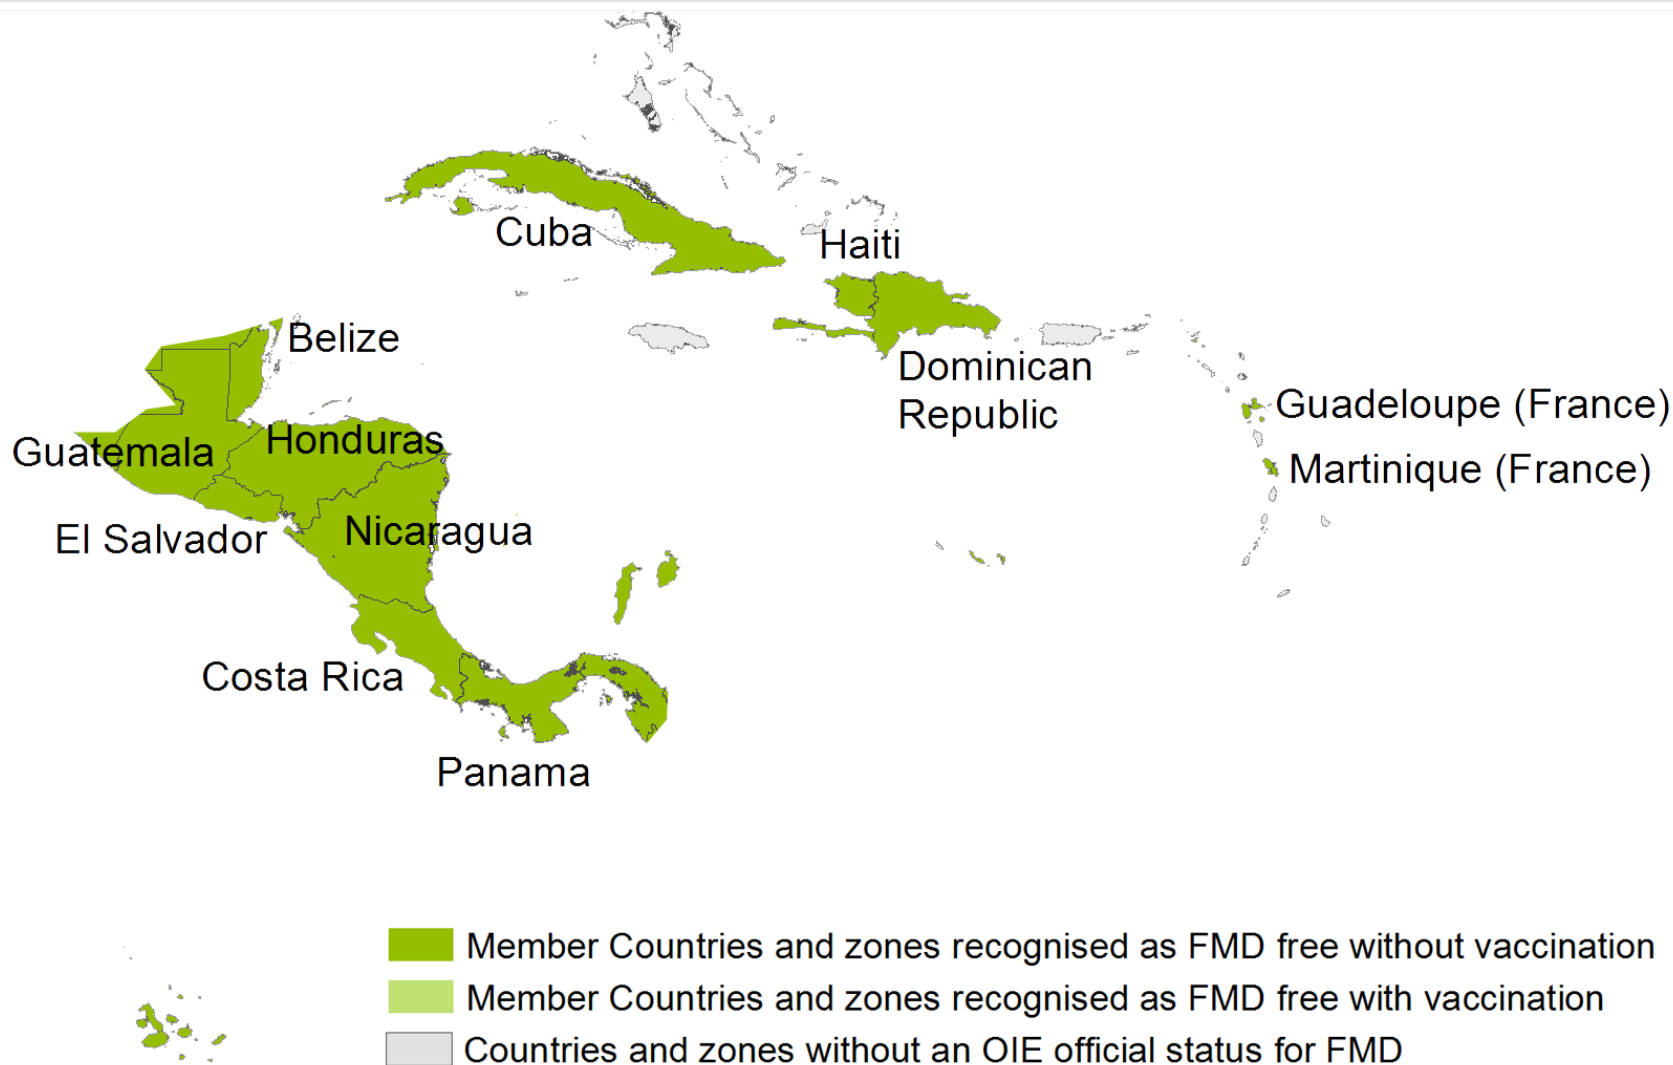 Cuba
Haiti
Belize
Dominican
Republic
Guadeloupe (France)
Honduras
Guatemala
Martinique (France)
Nicaragua
El Salvador
Costa Rica
Panama
Member Countries and zones recognised as FMD free without vaccination
Member Countries and zones recognised as FMD free with vaccination
Countries and zones without an OIE official status for FMD